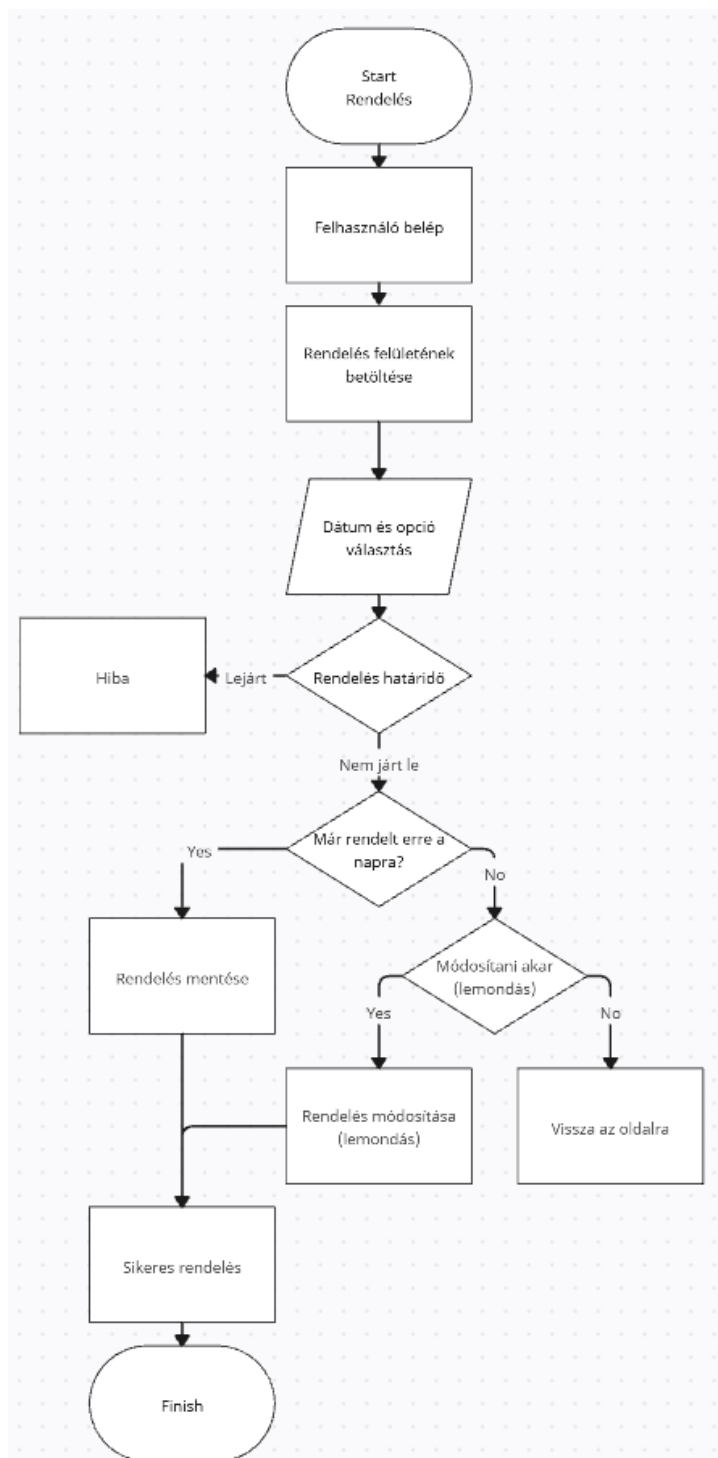 Start
Rendelés
Felhasználó belép
Rendelés felületének
betöltése
Dátum és opció
választás
Hiba
Lejárt
Rendelés határidő
Nem járt le
Már rendelt erre a
napra?
Yes
No
Rendelés mentése
Módosítani akar
(lemondás)
Yes
No
Rendelés módosítása
(lemondás)
Vissza az oldalra
Sikeres rendelés
Finish